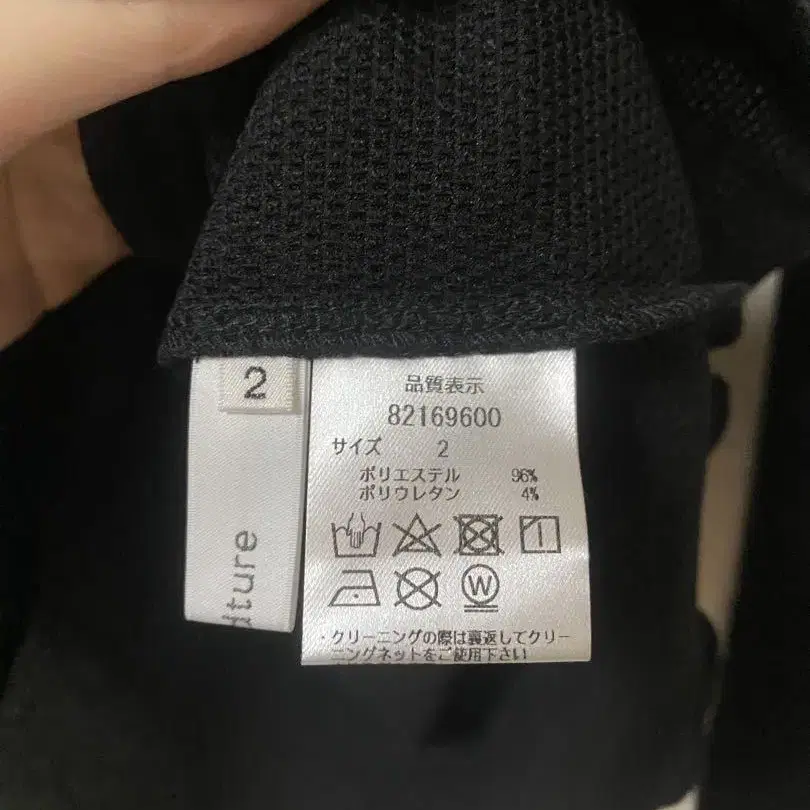 2
dture
品質表示
82169600
サイズ 2
ポリエステル 96%
ポリウレタン 4%
W
・クリーニングの際は裏返してクリー
ニングネットをご使用下さい